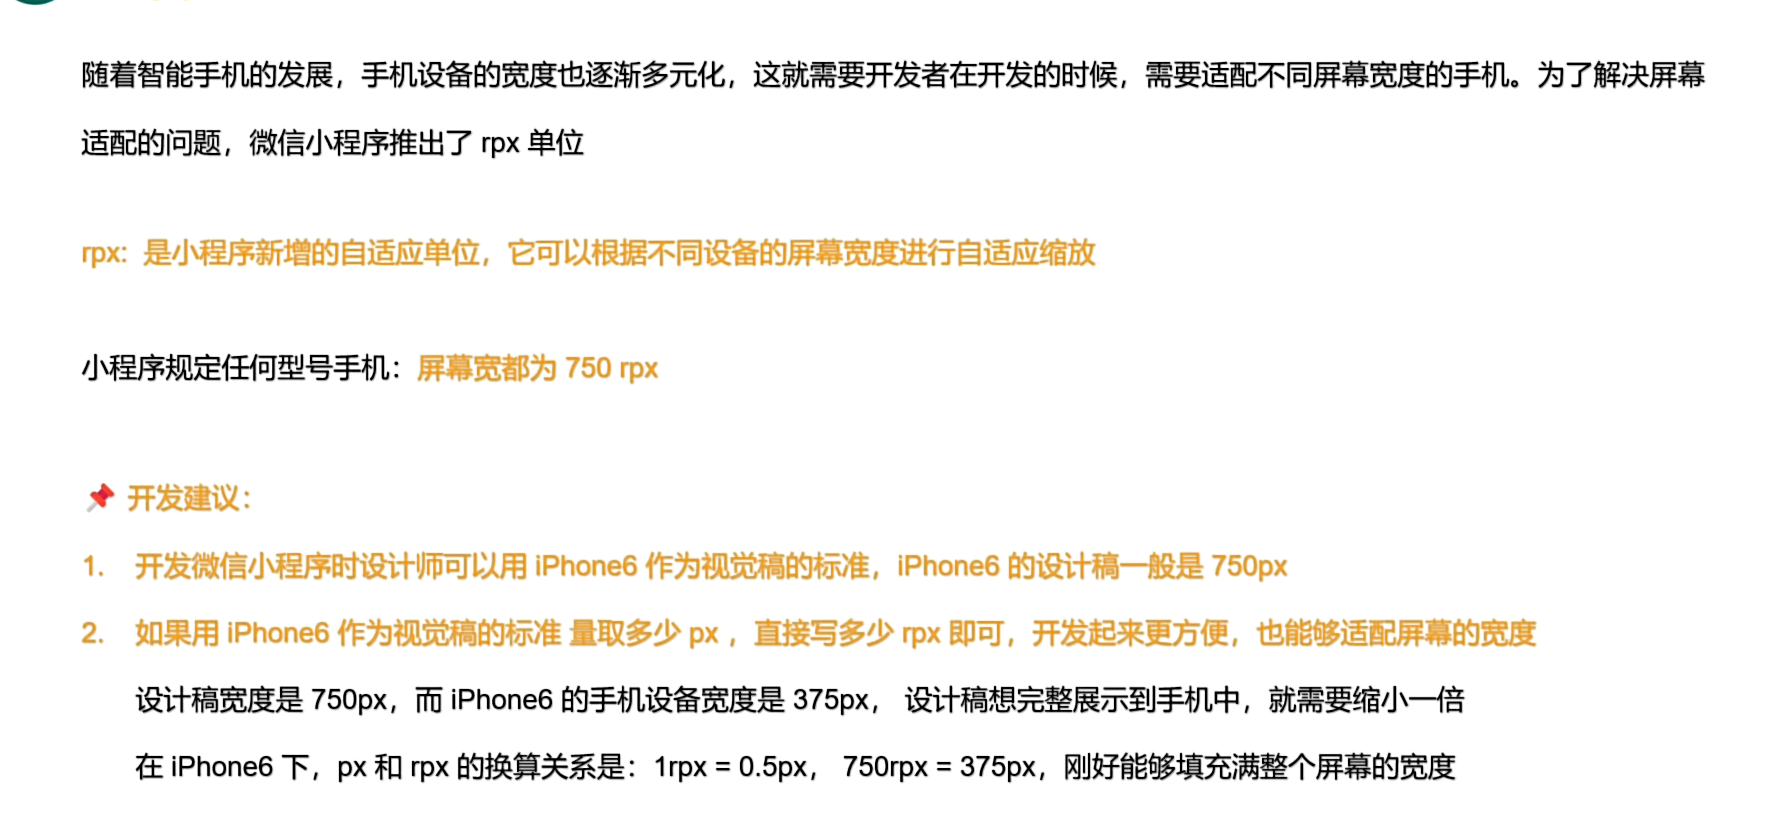 随着智能手机的发展，手机设备的宽度也逐渐多元化，这就需要开发者在开发的时候，需要适配不同屏幕宽度的手机。为了解决屏幕
适配的问题，微信小程序推出了 rpx 单位
rpx：是小程序新增的自适应单位，它可以根据不同设备的屏幕宽度进行自适应缩放
小程序规定任何型号手机：屏幕宽都为 750 rpx
📌 开发建议：
1. 开发微信小程序时设计师可以用 iPhone6 作为视觉稿的标准，iPhone6 的设计稿一般是 750px
2. 如果用 iPhone6 作为视觉稿的标准 量取多少 px ，直接写多少 rpx 即可，开发起来更方便，也能够适配屏幕的宽度
设计稿宽度是 750px，而 iPhone6 的手机设备宽度是 375px， 设计稿想完整展示到手机中，就需要缩小一倍
在 iPhone6 下，px 和 rpx 的换算关系是：1rpx = 0.5px， 750rpx = 375px，刚好能够填充满整个屏幕的宽度